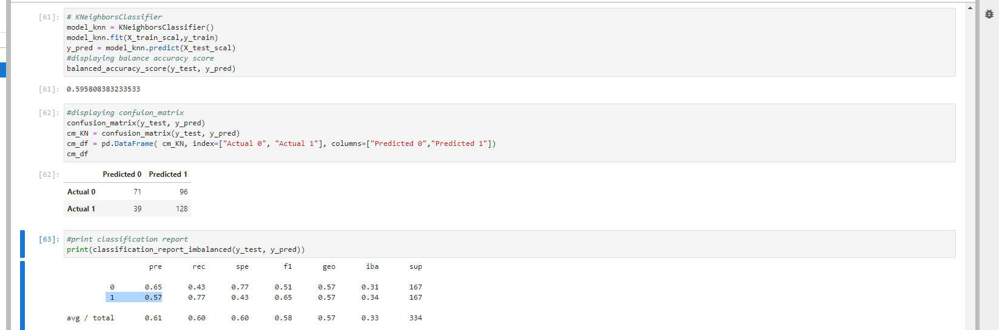 [61]: # KNeighborsClassifier
model_knn = KNeighborsClassifier()
model_knn.fit(X_train_scal,y_train)
y_pred = model_knn.predict(X_test_scal)
#displaying balance accuracy score
balanced_accuracy_score(y_test, y_pred)
[61]: 0.595808383233533
[62]: #displaying confuion_matrix
confusion_matrix(y_test, y_pred)
cm_KN = confusion_matrix(y_test, y_pred)
cm_df = pd.DataFrame( cm_KN, index=["Actual 0", "Actual 1"], columns=["Predicted 0","Predicted 1"])
cm_df
[62]: Predicted 0 Predicted 1
Actual 0 71 96
Actual 1 39 128
[63]: #print classification report
print(classification_report_imbalanced(y_test, y_pred))
pre rec spe f1 geo iba sup
0 0.65 0.43 0.77 0.51 0.57 0.31 167
1 0.57 0.77 0.43 0.65 0.57 0.34 167
avg / total 0.61 0.60 0.60 0.58 0.57 0.33 334